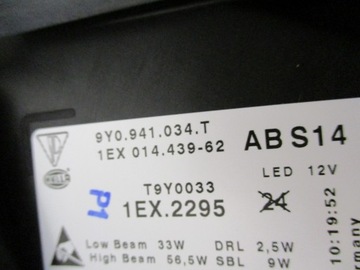 9Y0.941.034.T
1EX 014.439-62
ABS14
HELLA
LED 12V
T9Y0033
P1
1EX.2295
24
10:19:52
Low Beam 33W DRL 2,5W
High Beam 56,5W SBL 9W